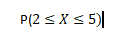 P(2 ≤ X ≤ 5)